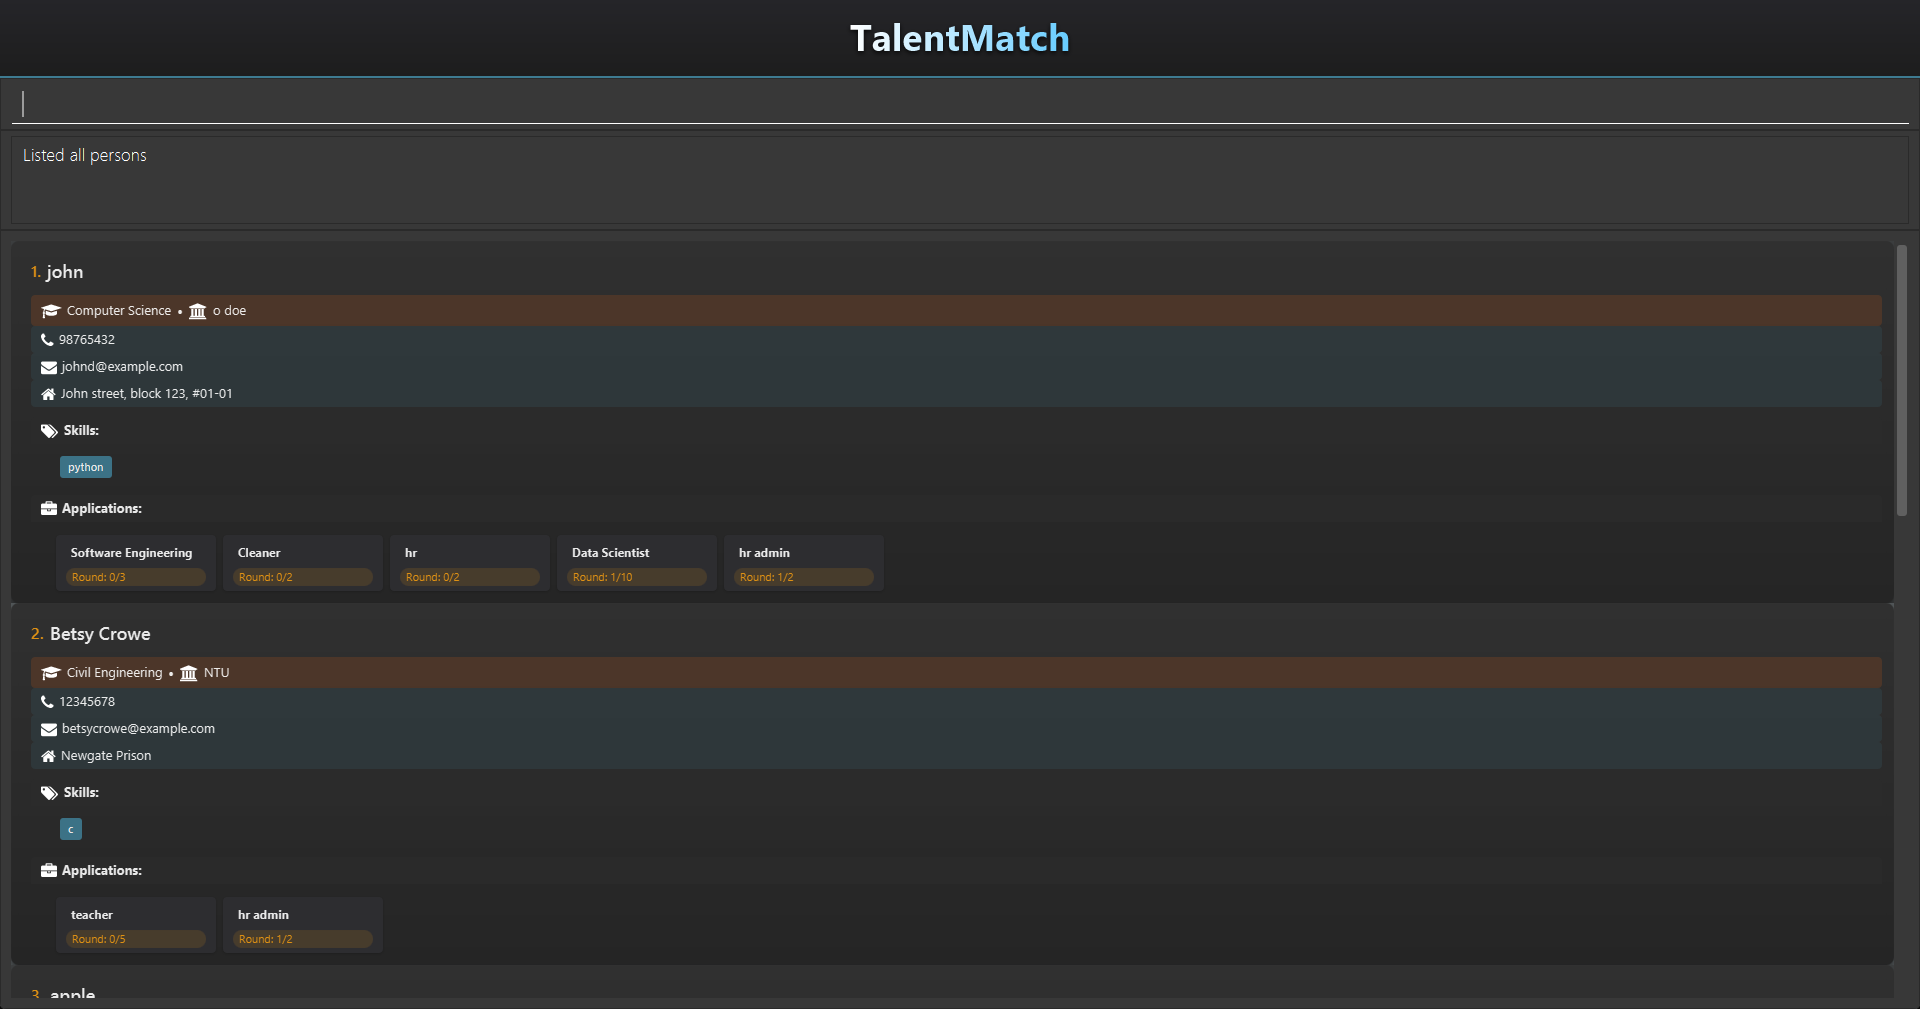 TalentMatch
Listed all persons
1. john
Computer Science • o doe
98765432
johnd@example.com
John street, block 123, #01-01
Skills:
python
Applications:
Software Engineering Cleaner hr Data Scientist hr admin
Round: 0/3 Round: 0/2 Round: 0/2 Round: 1/10 Round: 1/2
2. Betsy Crowe
Civil Engineering • NTU
12345678
betsycrowe@example.com
Newgate Prison
Skills:
c
Applications:
teacher hr admin
Round: 0/5 Round: 1/2
3. apple